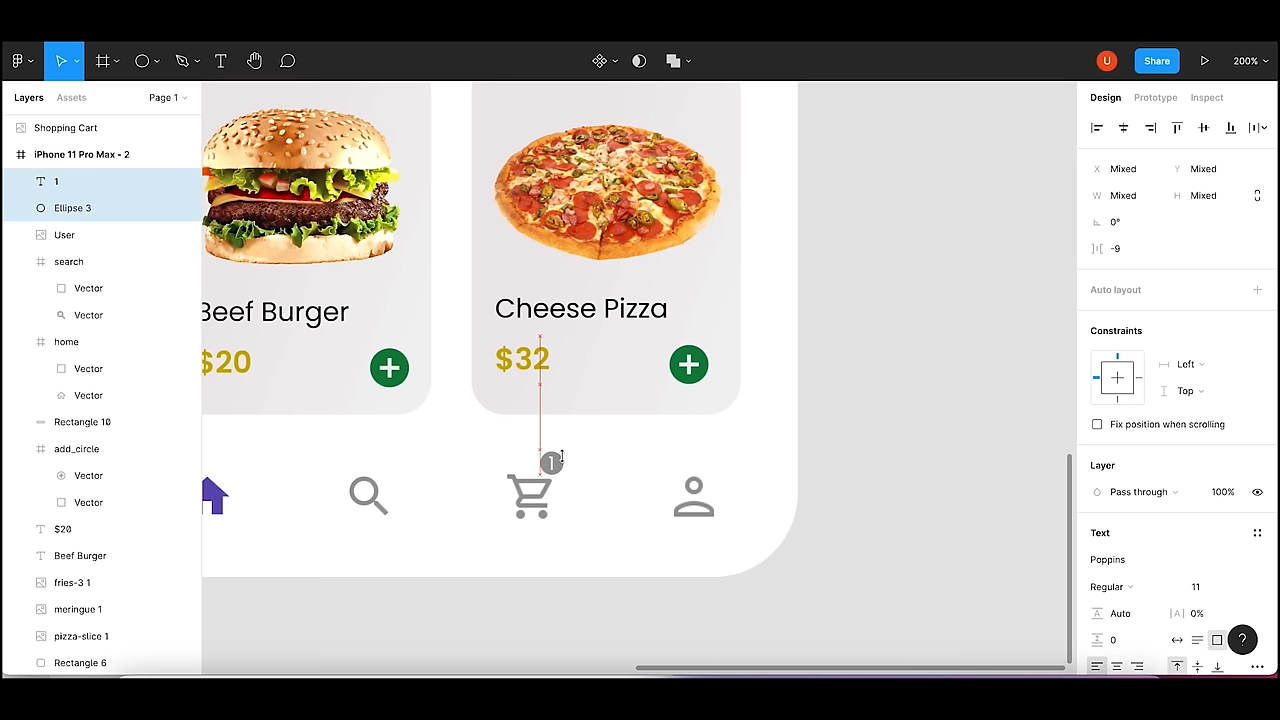 U
Share
200%
Layers
Assets
Page 1
Design
Prototype
Inspect
Shopping Cart
iPhone 11 Pro Max - 2
1
Ellipse 3
User
search
Vector
Vector
home
Vector
Vector
Rectangle 10
add_circle
Vector
Vector
$20
Beef Burger
fries-3 1
meringue 1
pizza-slice 1
Rectangle 6
Beef Burger
$20
Cheese Pizza
$32
1
X Mixed
Y Mixed
W Mixed
H Mixed
0°
-9
Auto layout
Constraints
Left
Top
Fix position when scrolling
Layer
Pass through
100%
Text
Poppins
Regular
11
Auto
0%
0
?